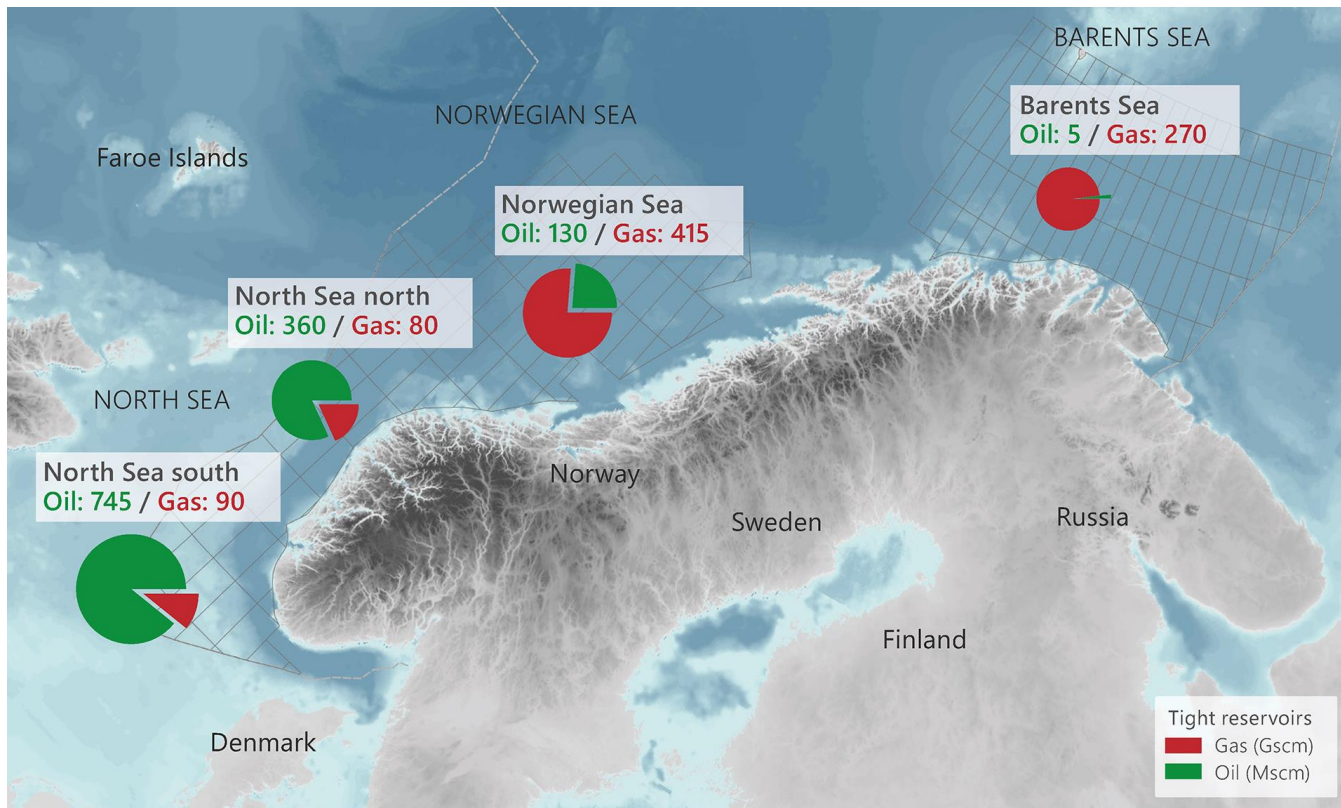 BARENTS SEA
Barents Sea
Oil: 5 / Gas: 270
NORWEGIAN SEA
Faroe Islands
Norwegian Sea
Oil: 130 / Gas: 415
North Sea north
Oil: 360 / Gas: 80
NORTH SEA
North Sea south
Oil: 745 / Gas: 90
Norway
Sweden
Russia
Finland
Denmark
Tight reservoirs
Gas (Gscm)
Oil (Mscm)